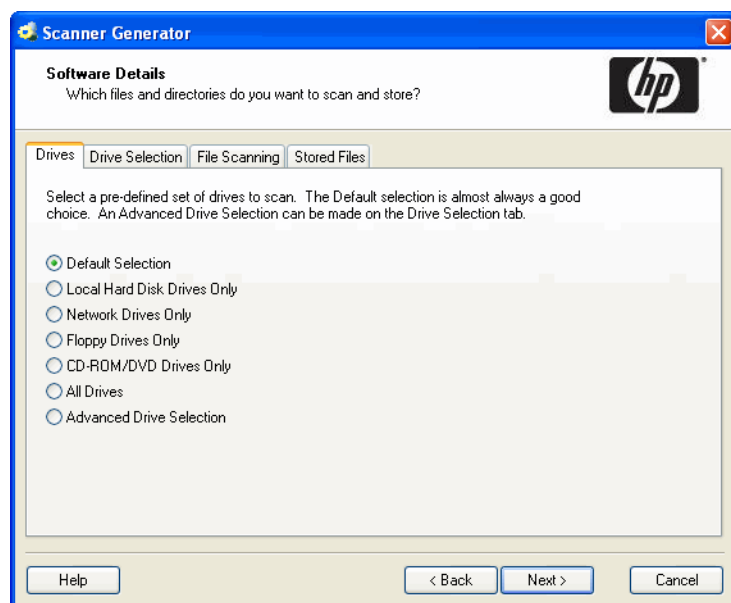 Scanner Generator
Software Details
Which files and directories do you want to scan and store?
hp
Drives
Drive Selection
File Scanning
Stored Files
Select a pre-defined set of drives to scan. The Default selection is almost always a good
choice. An Advanced Drive Selection can be made on the Drive Selection tab.
Default Selection
Local Hard Disk Drives Only
Network Drives Only
Floppy Drives Only
CD-ROM/DVD Drives Only
All Drives
Advanced Drive Selection
Help
< Back
Next >
Cancel